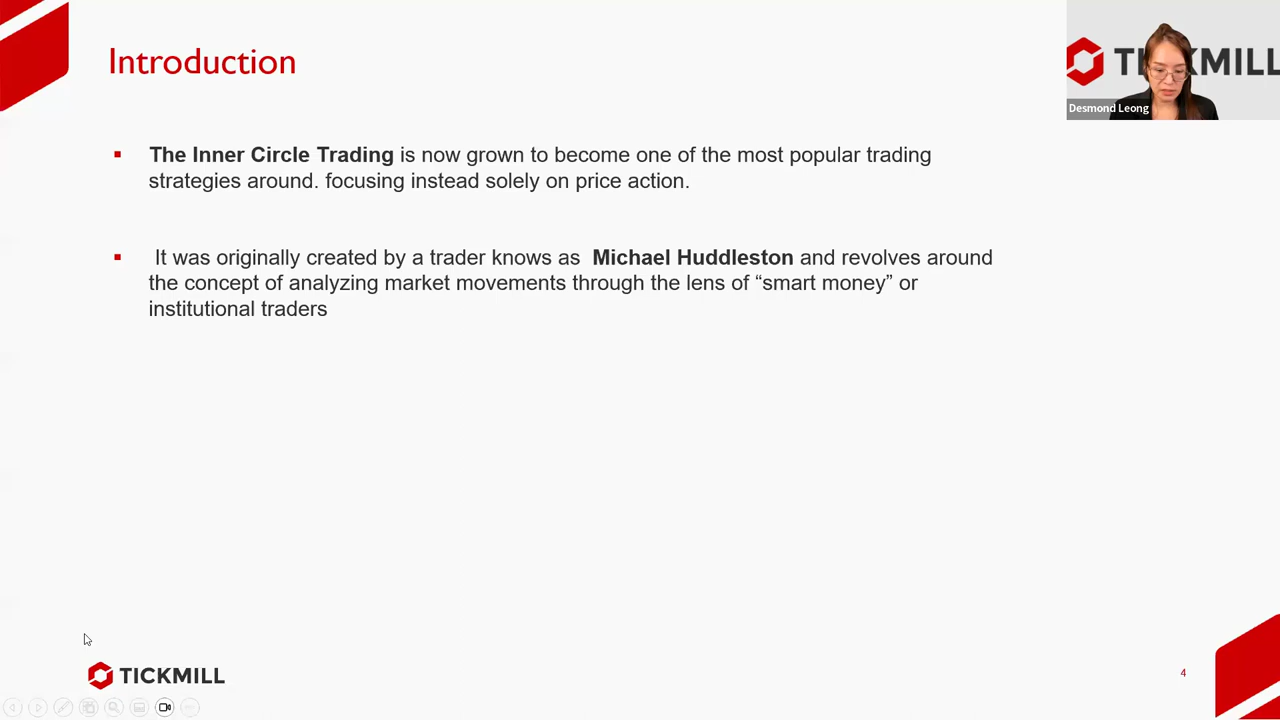 Introduction
TICKMILL
Desmond Leong
The Inner Circle Trading is now grown to become one of the most popular trading
strategies around. focusing instead solely on price action.
It was originally created by a trader knows as Michael Huddleston and revolves around
the concept of analyzing market movements through the lens of “smart money” or
institutional traders
TICKMILL
4